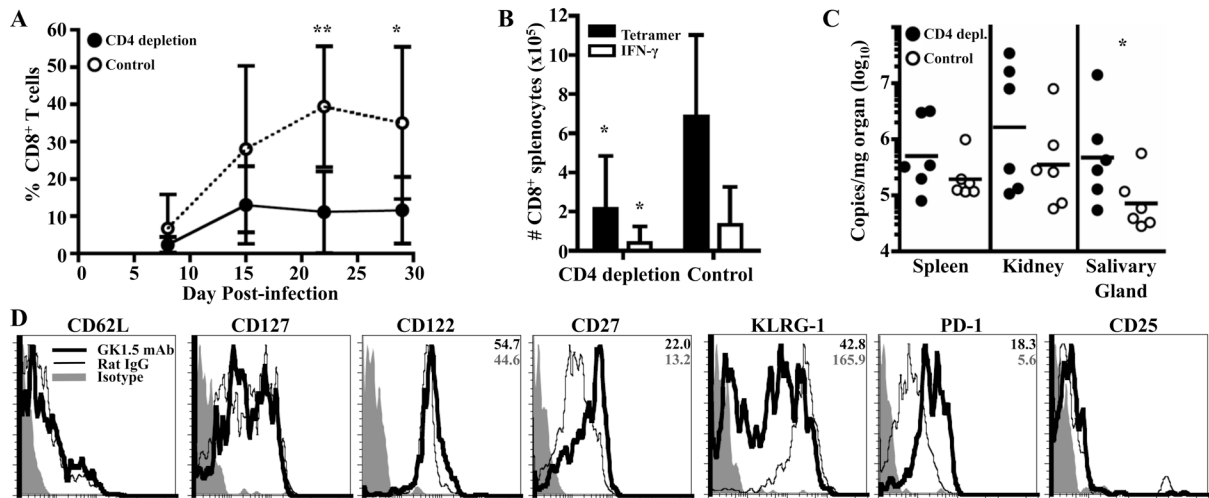 A
% CD8+ T cells
60
50
40
30
20
10
0
CD4 depletion
Control
**
*
0 5 10 15 20 25 30
Day Post-infection
B
# CD8+ splenocytes (x10⁵)
12
10
8
6
4
2
0
Tetramer
IFN-γ
*
*
CD4 depletion Control
C
Copies/mg organ (log₁₀)
7
6
5
4
CD4 depl.
Control
*
Spleen Kidney Salivary
Gland
D
CD62L CD127 CD122 CD27 KLRG-1 PD-1 CD25
GK1.5 mAb
Rat IgG
Isotype
54.7 22.0 42.8 18.3
44.6 13.2 165.9 5.6